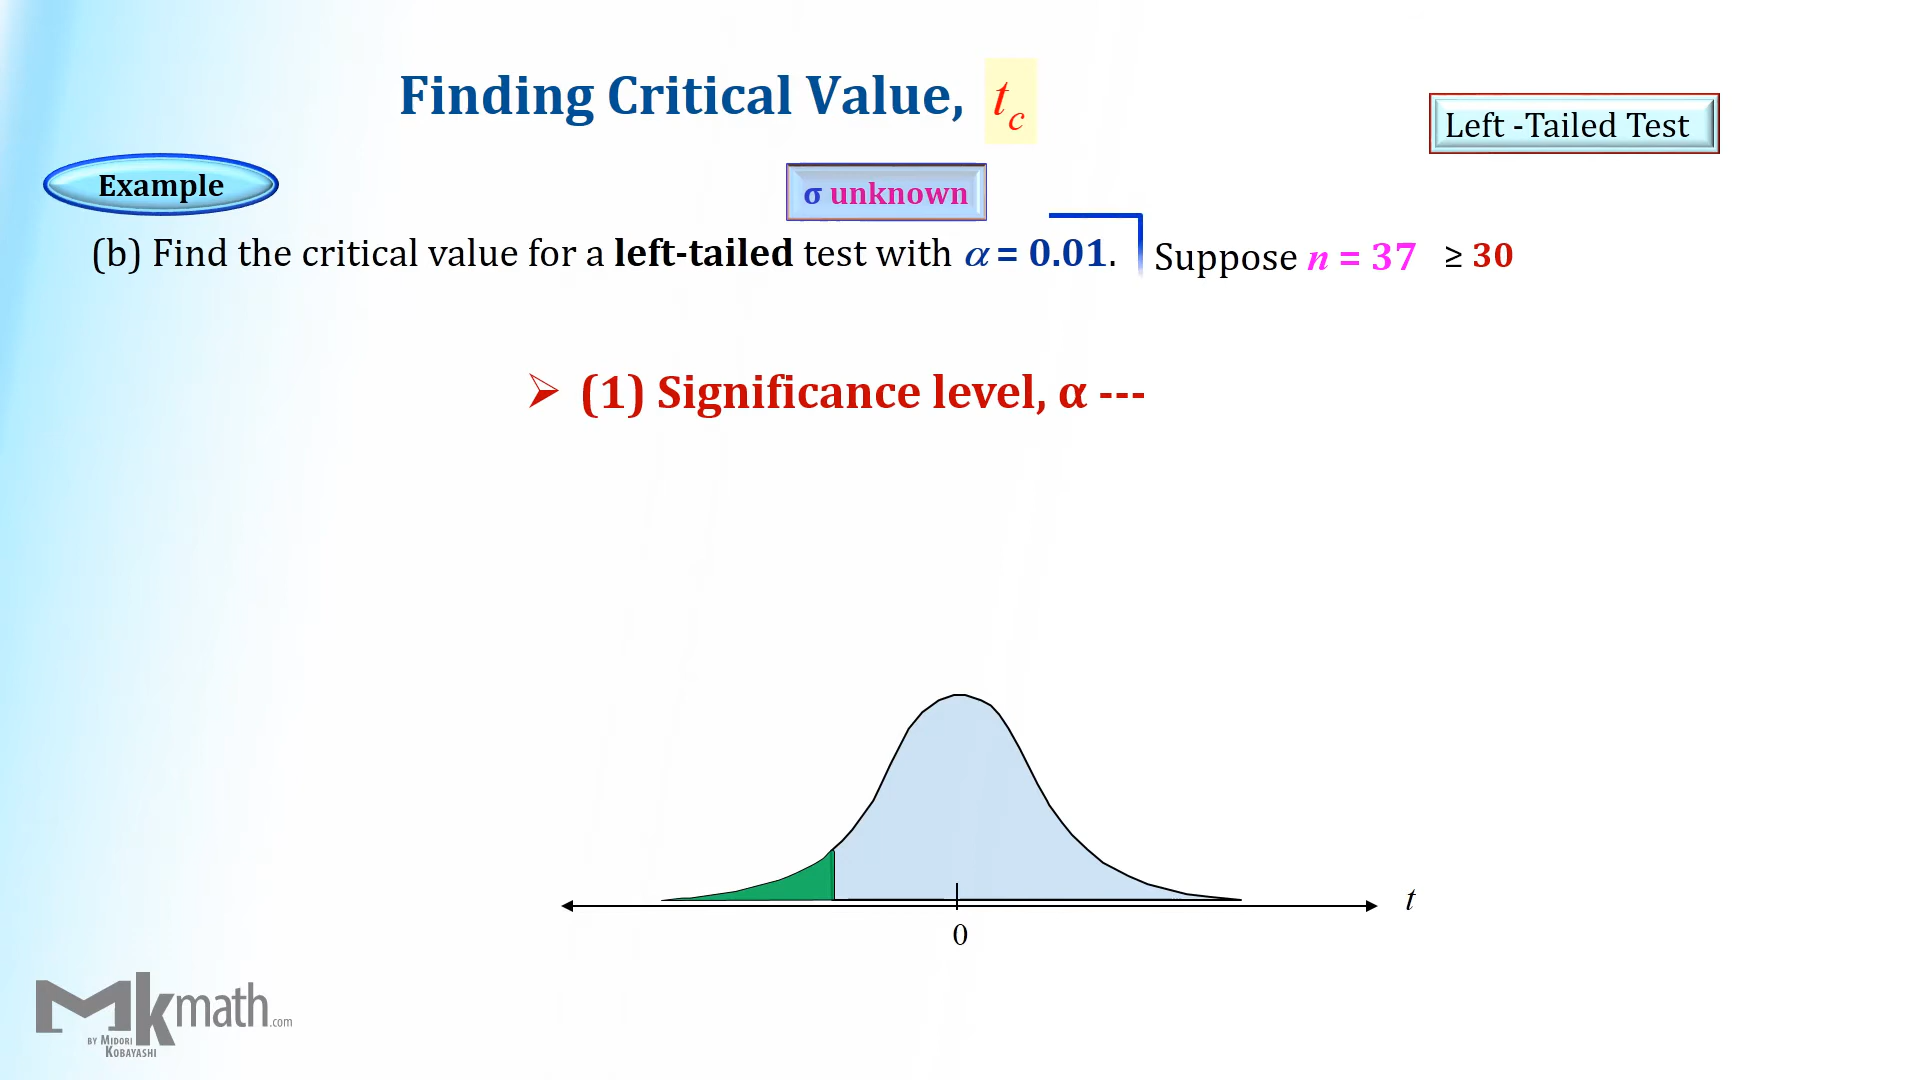 Finding Critical Value, t_c
Left -Tailed Test
Example
σ unknown
(b) Find the critical value for a left-tailed test with α = 0.01.
Suppose n = 37 ≥ 30
➢ (1) Significance level, α ---
t
0
Mkmath.com
BY MIDORI
KOBAYASHI